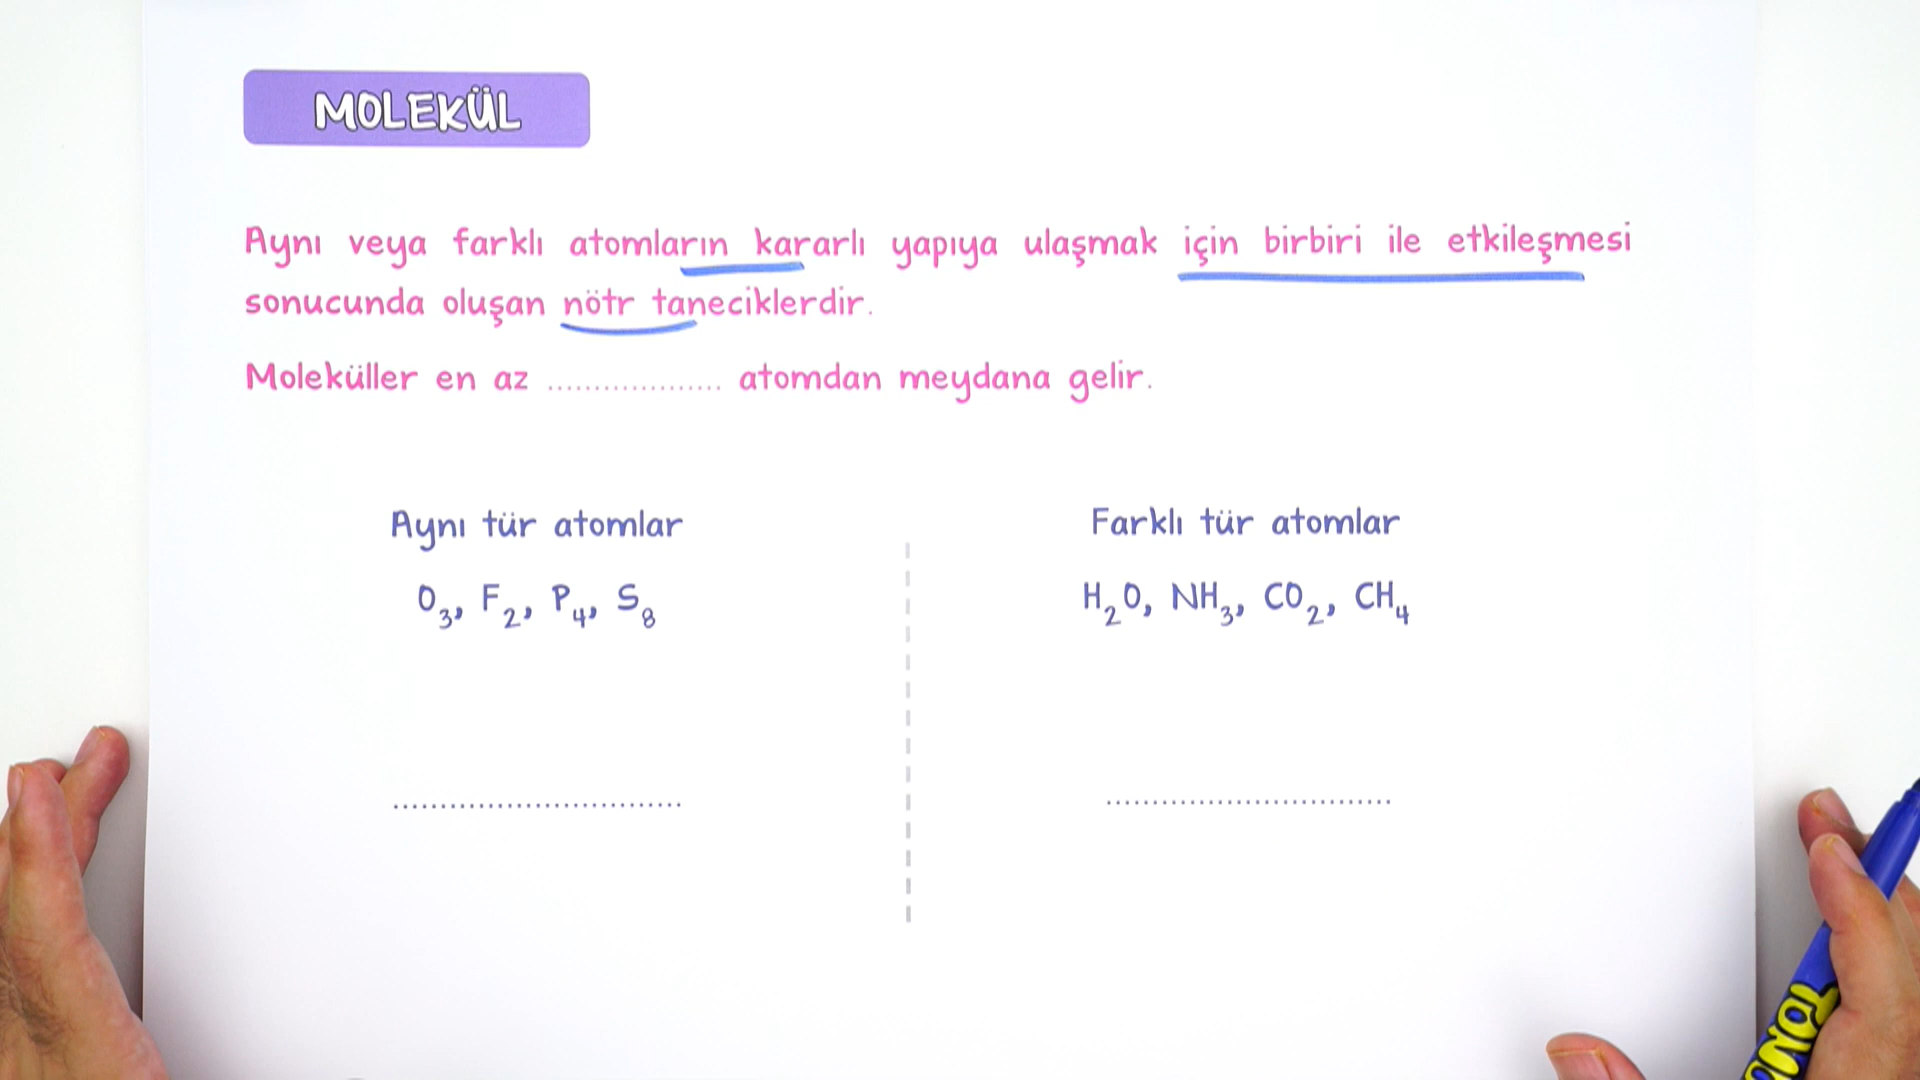 MOLEKÜL
Aynı veya farklı atomların kararlı yapıya ulaşmak için birbiri ile etkileşmesi
sonucunda oluşan nötr taneciklerdir.
Moleküller en az ................... atomdan meydana gelir.
Aynı tür atomlar
O₃, F₂, P₄, S₈
...............................
Farklı tür atomlar
H₂O, NH₃, CO₂, CH₄
...............................